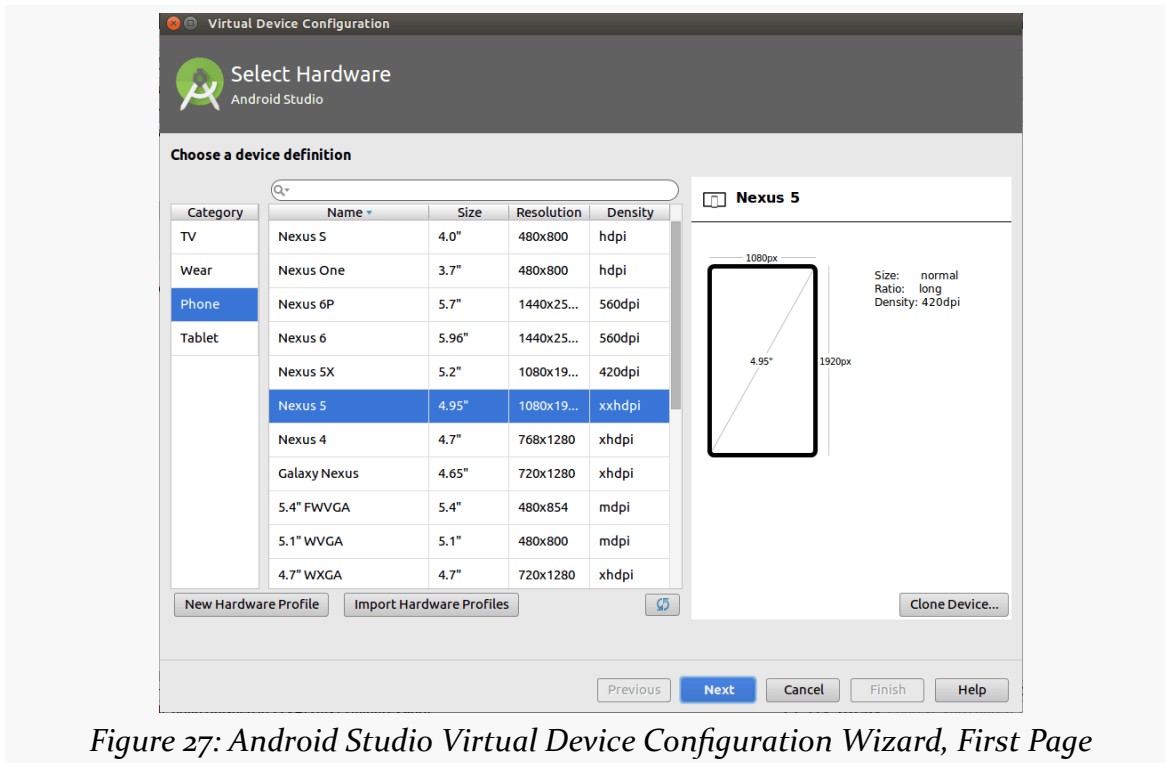 Virtual Device Configuration
Select Hardware
Android Studio
Choose a device definition
Category
TV
Wear
Phone
Tablet
Name Size Resolution Density
Nexus S 4.0" 480x800 hdpi
Nexus One 3.7" 480x800 hdpi
Nexus 6P 5.7" 1440x25... 560dpi
Nexus 6 5.96" 1440x25... 560dpi
Nexus 5X 5.2" 1080x19... 420dpi
Nexus 5 4.95" 1080x19... xxhdpi
Nexus 4 4.7" 768x1280 xhdpi
Galaxy Nexus 4.65" 720x1280 xhdpi
5.4" FWVGA 5.4" 480x854 mdpi
5.1" WVGA 5.1" 480x800 mdpi
4.7" WXGA 4.7" 720x1280 xhdpi
New Hardware Profile Import Hardware Profiles
Nexus 5
1080px
4.95"
1920px
Size: normal
Ratio: long
Density: 420dpi
Clone Device...
Previous Next Cancel Finish Help
Figure 27: Android Studio Virtual Device Configuration Wizard, First Page